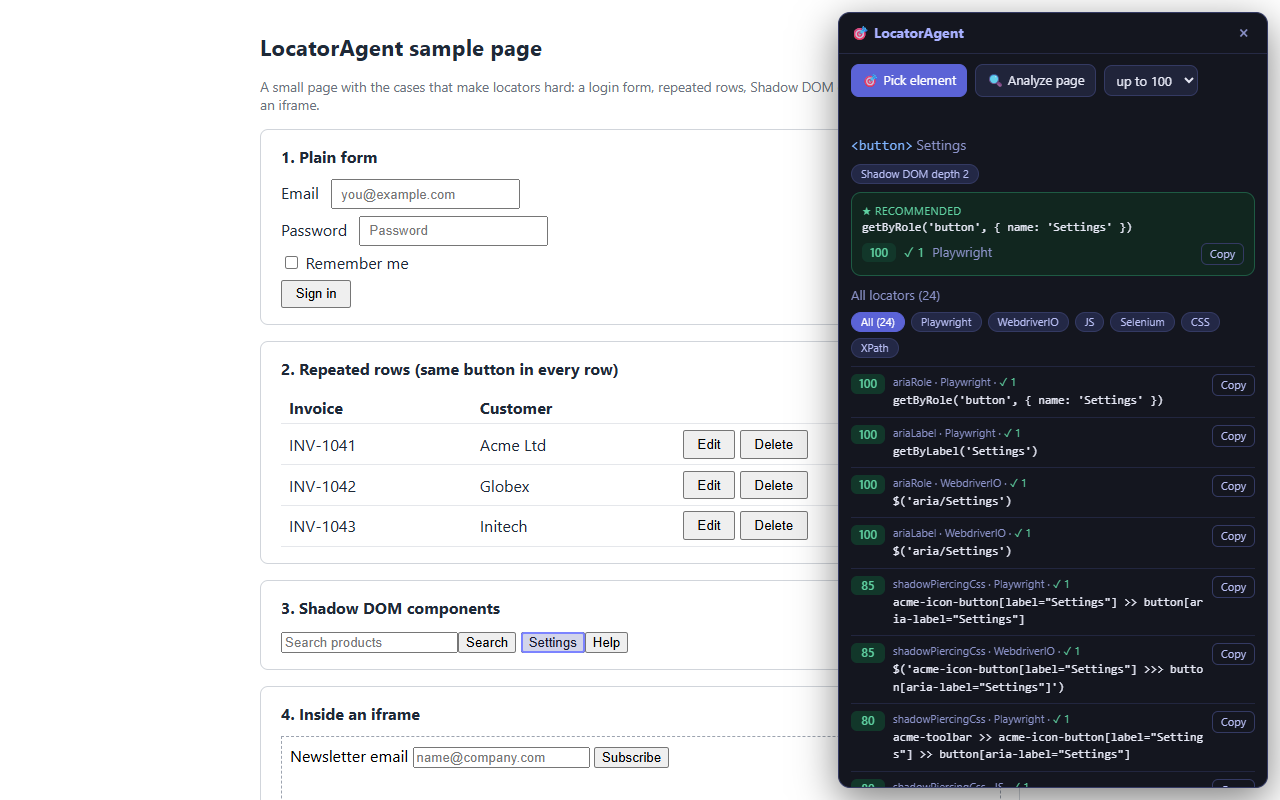 LocatorAgent sample page
A small page with the cases that make locators hard: a login form, repeated rows, Shadow DOM
an iframe.
1. Plain form
Email you@example.com
Password Password
Remember me
Sign in
2. Repeated rows (same button in every row)
Invoice Customer
INV-1041 Acme Ltd Edit Delete
INV-1042 Globex Edit Delete
INV-1043 Initech Edit Delete
3. Shadow DOM components
Search products Search Settings Help
4. Inside an iframe
Newsletter email name@company.com Subscribe
🎯 LocatorAgent ×
🎯 Pick element 🔍 Analyze page up to 100
<button> Settings
Shadow DOM depth 2
★ RECOMMENDED
getByRole('button', { name: 'Settings' })
100 ✓ 1 Playwright Copy
All locators (24)
All (24) Playwright WebdriverIO JS Selenium CSS
XPath
100 ariaRole · Playwright · ✓ 1 Copy
getByRole('button', { name: 'Settings' })
100 ariaLabel · Playwright · ✓ 1 Copy
getByLabel('Settings')
100 ariaRole · WebdriverIO · ✓ 1 Copy
$('aria/Settings')
100 ariaLabel · WebdriverIO · ✓ 1 Copy
$('aria/Settings')
85 shadowPiercingCss · Playwright · ✓ 1 Copy
acme-icon-button[label="Settings"] >> button[ar
ia-label="Settings"]
85 shadowPiercingCss · WebdriverIO · ✓ 1 Copy
$('acme-icon-button[label="Settings"] >>> butto
n[aria-label="Settings"]')
80 shadowPiercingCss · Playwright · ✓ 1 Copy
acme-toolbar >> acme-icon-button[label="Setting
s"] >> button[aria-label="Settings"]